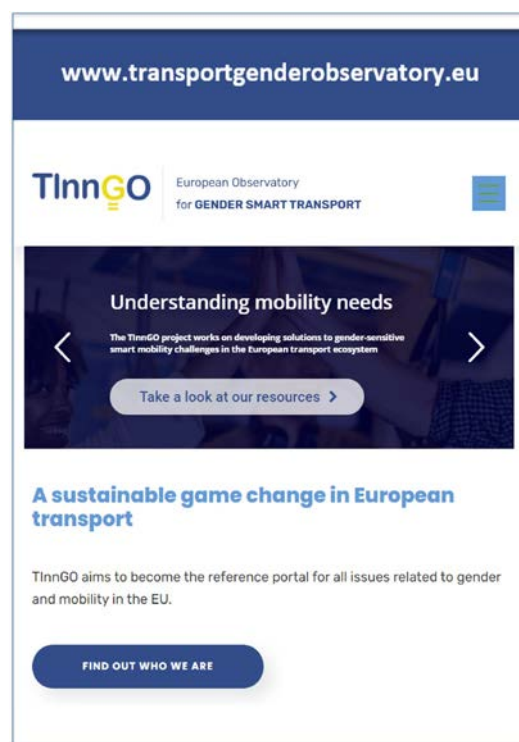 www.transportgenderobservatory.eu
TInnGO
European Observatory
for GENDER SMART TRANSPORT
Understanding mobility needs
The TInnGO project works on developing solutions to gender-sensitive
smart mobility challenges in the European transport ecosystem
Take a look at our resources
A sustainable game change in European
transport
TInnGO aims to become the reference portal for all issues related to gender
and mobility in the EU.
FIND OUT WHO WE ARE